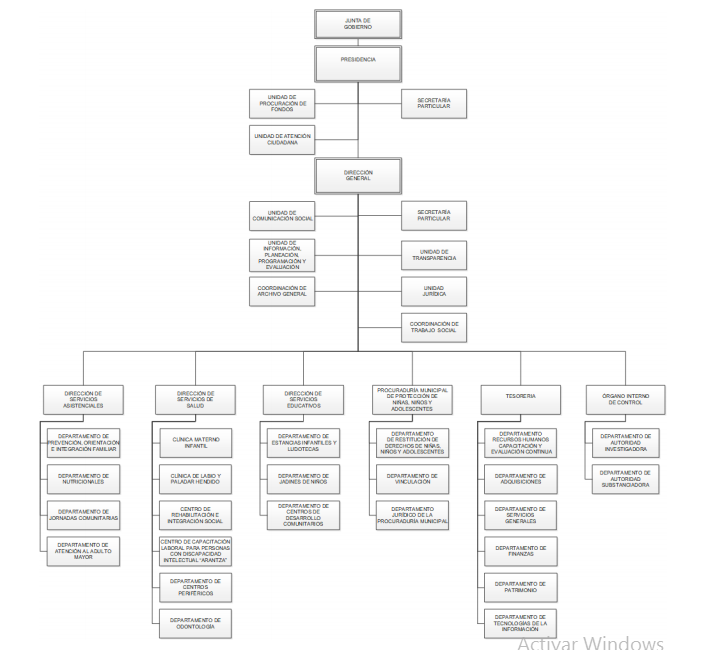 JUNTA DE
GOBIERNO
PRESIDENCIA
UNIDAD DE
PROCURACIÓN DE
FONDOS
SECRETARÍA
PARTICULAR
UNIDAD DE ATENCIÓN
CIUDADANA
DIRECCIÓN
GENERAL
UNIDAD DE
COMUNICACIÓN SOCIAL
SECRETARÍA
PARTICULAR
UNIDAD DE
INFORMACIÓN,
PLANEACIÓN,
PROGRAMACIÓN Y
EVALUACIÓN
UNIDAD DE
TRANSPARENCIA
COORDINACIÓN DE
ARCHIVO GENERAL
UNIDAD
JURÍDICA
COORDINACIÓN DE
TRABAJO SOCIAL
DIRECCIÓN DE
SERVICIOS
ASISTENCIALES
DEPARTAMENTO DE
PREVENCIÓN, ORIENTACIÓN
E INTEGRACIÓN FAMILIAR
DEPARTAMENTO DE
NUTRICIONALES
DEPARTAMENTO DE
JORNADAS COMUNITARIAS
DEPARTAMENTO DE
ATENCIÓN AL ADULTO
MAYOR
DIRECCIÓN DE
SERVICIOS DE
SALUD
CLINICA MATERNO
INFANTIL
CLÍNICA DE LABIO Y
PALADAR HENDIDO
CENTRO DE
REHABILITACIÓN E
INTEGRACIÓN SOCIAL
CENTRO DE CAPACITACIÓN
LABORAL PARA PERSONAS
CON DISCAPACIDAD
INTELECTUAL "ARANTZA"
DEPARTAMENTO DE
CENTROS
PERIFÉRICOS
DEPARTAMENTO DE
ODONTOLOGÍA
DIRECCIÓN DE
SERVICIOS
EDUCATIVOS
DEPARTAMENTO DE
ESTANCIAS INFANTILES Y
LUDOTECAS
DEPARTAMENTO DE
JADINES DE NIÑOS
DEPARTAMENTO DE
CENTROS DE
DESARROLLO
COMUNITARIOS
PROCURADURÍA MUNICIPAL
DE PROTECCIÓN DE
NIÑAS, NIÑOS Y
ADOLESCENTES
DEPARTAMENTO
DE RESTITUCIÓN DE
DERECHOS DE NIÑAS,
NIÑOS Y ADOLESCENTES
DEPARTAMENTO DE
VINCULACIÓN
DEPARTAMENTO
JURÍDICO DE LA
PROCURADURÍA MUNICIPAL
TESORERIA
DEPARTAMENTO
RECURSOS HUMANOS
CAPACITACIÓN Y
EVALUACIÓN CONTINUA
DEPARTAMENTO DE
ADQUISICIONES
DEPARTAMENTO DE
SERVICIOS
GENERALES
DEPARTAMENTO DE
FINANZAS
DEPARTAMENTO DE
PATRIMONIO
DEPARTAMENTO DE
TECNOLOGÍAS DE LA
INFORMACIÓN
ÓRGANO INTERNO
DE CONTROL
DEPARTAMENTO DE
AUTORIDAD
INVESTIGADORA
DEPARTAMENTO DE
AUTORIDAD
SUBSTANCIADORA
Activar Windows